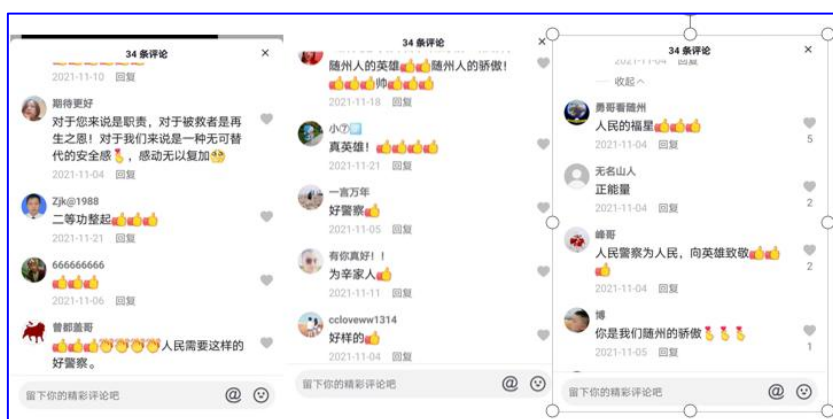 34 条评论
2021-11-10 回复
期待更好
对于您来说是职责，对于被救者是再
生之恩！对于我们来说是一种无可替
代的安全感🎖️，感动无以复加🥹
2021-11-04 回复
Zjk@1988
二等功整起👍👍👍
2021-11-21 回复
666666666
👍👍👍
2021-11-06 回复
曾都盖哥
👍👍👍👏👏👏👏人民需要这样的
好警察。
留下你的精彩评论吧
34 条评论
随州人的英雄👍👍随州人的骄傲！
👍👍👍帅👍👍👍
2021-11-18 回复
小⑦
真英雄！👍👍👍👍
2021-11-21 回复
一言万年
好警察👍
2021-11-05 回复
有你真好！！
为辛家人👍
2021-11-11 回复
ccloveww1314
好样的👍
2021-11-04 回复
留下你的精彩评论吧
34 条评论
2021-11-04 回复
收起
勇哥看随州
人民的福星👍👍👍
2021-11-04 回复
5
无名山人
正能量
2021-11-04 回复
2
峰哥
人民警察为人民，向英雄致敬👍👍
👍
2021-11-04 回复
2
博
你是我们随州的骄傲🎖️🎖️🎖️
2021-11-05 回复
1
留下你的精彩评论吧